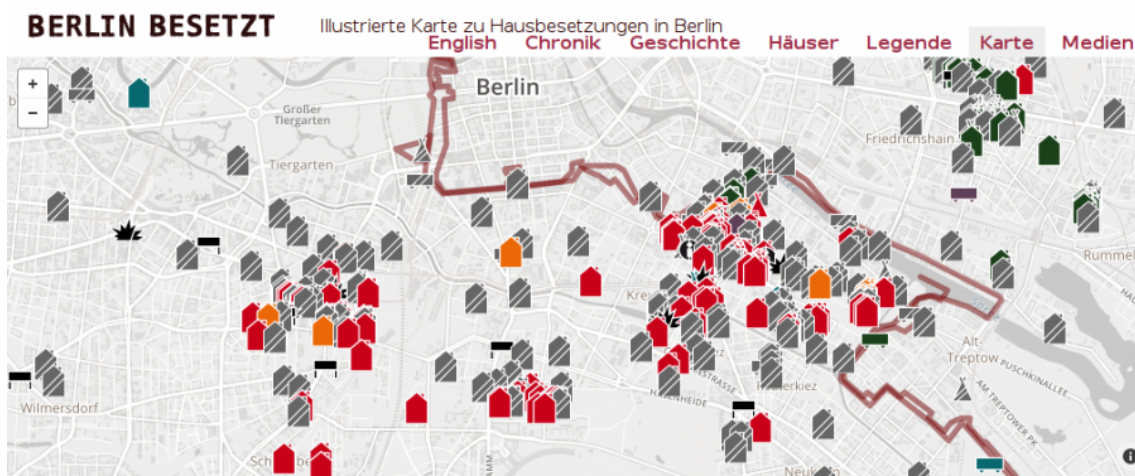 BERLIN BESETZT
Illustrierte Karte zu Hausbesetzungen in Berlin
English Chronik Geschichte Häuser Legende Karte Medien
+
−
Berlin
Großer
Tiergarten
Tiergarten
Friedrichshain
Rummel
Alt-
Treptow
PUSCHKINALLEE
AM TREPTOWER PK
HASENHEIDE
Wilmersdorf
i